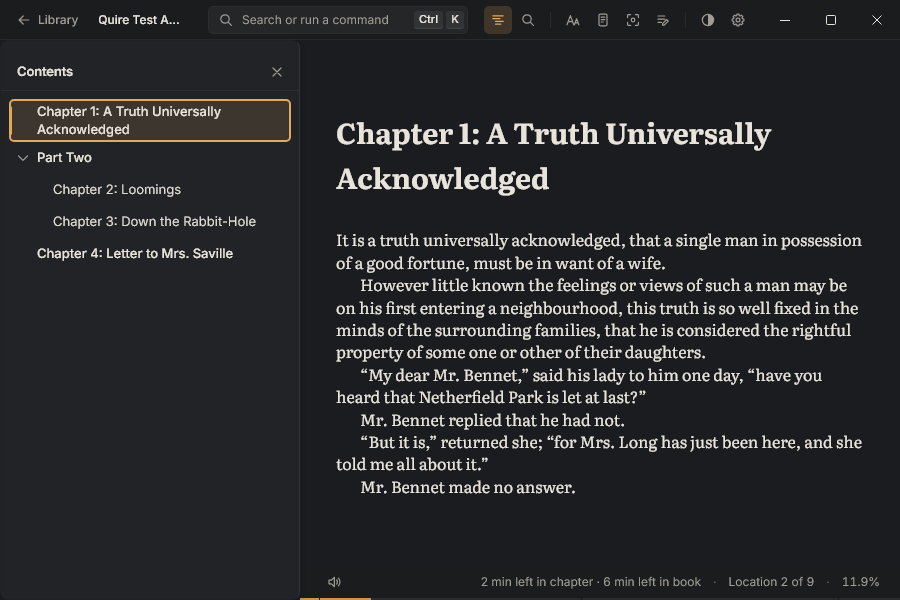 Library
Quire Test A...
Search or run a command
Ctrl K
Contents
Chapter 1: A Truth Universally
Acknowledged
Part Two
Chapter 2: Loomings
Chapter 3: Down the Rabbit-Hole
Chapter 4: Letter to Mrs. Saville
Chapter 1: A Truth Universally
Acknowledged
It is a truth universally acknowledged, that a single man in possession
of a good fortune, must be in want of a wife.
However little known the feelings or views of such a man may be
on his first entering a neighbourhood, this truth is so well fixed in the
minds of the surrounding families, that he is considered the rightful
property of some one or other of their daughters.
“My dear Mr. Bennet,” said his lady to him one day, “have you
heard that Netherfield Park is let at last?”
Mr. Bennet replied that he had not.
“But it is,” returned she; “for Mrs. Long has just been here, and she
told me all about it.”
Mr. Bennet made no answer.
2 min left in chapter · 6 min left in book · Location 2 of 9 · 11.9%